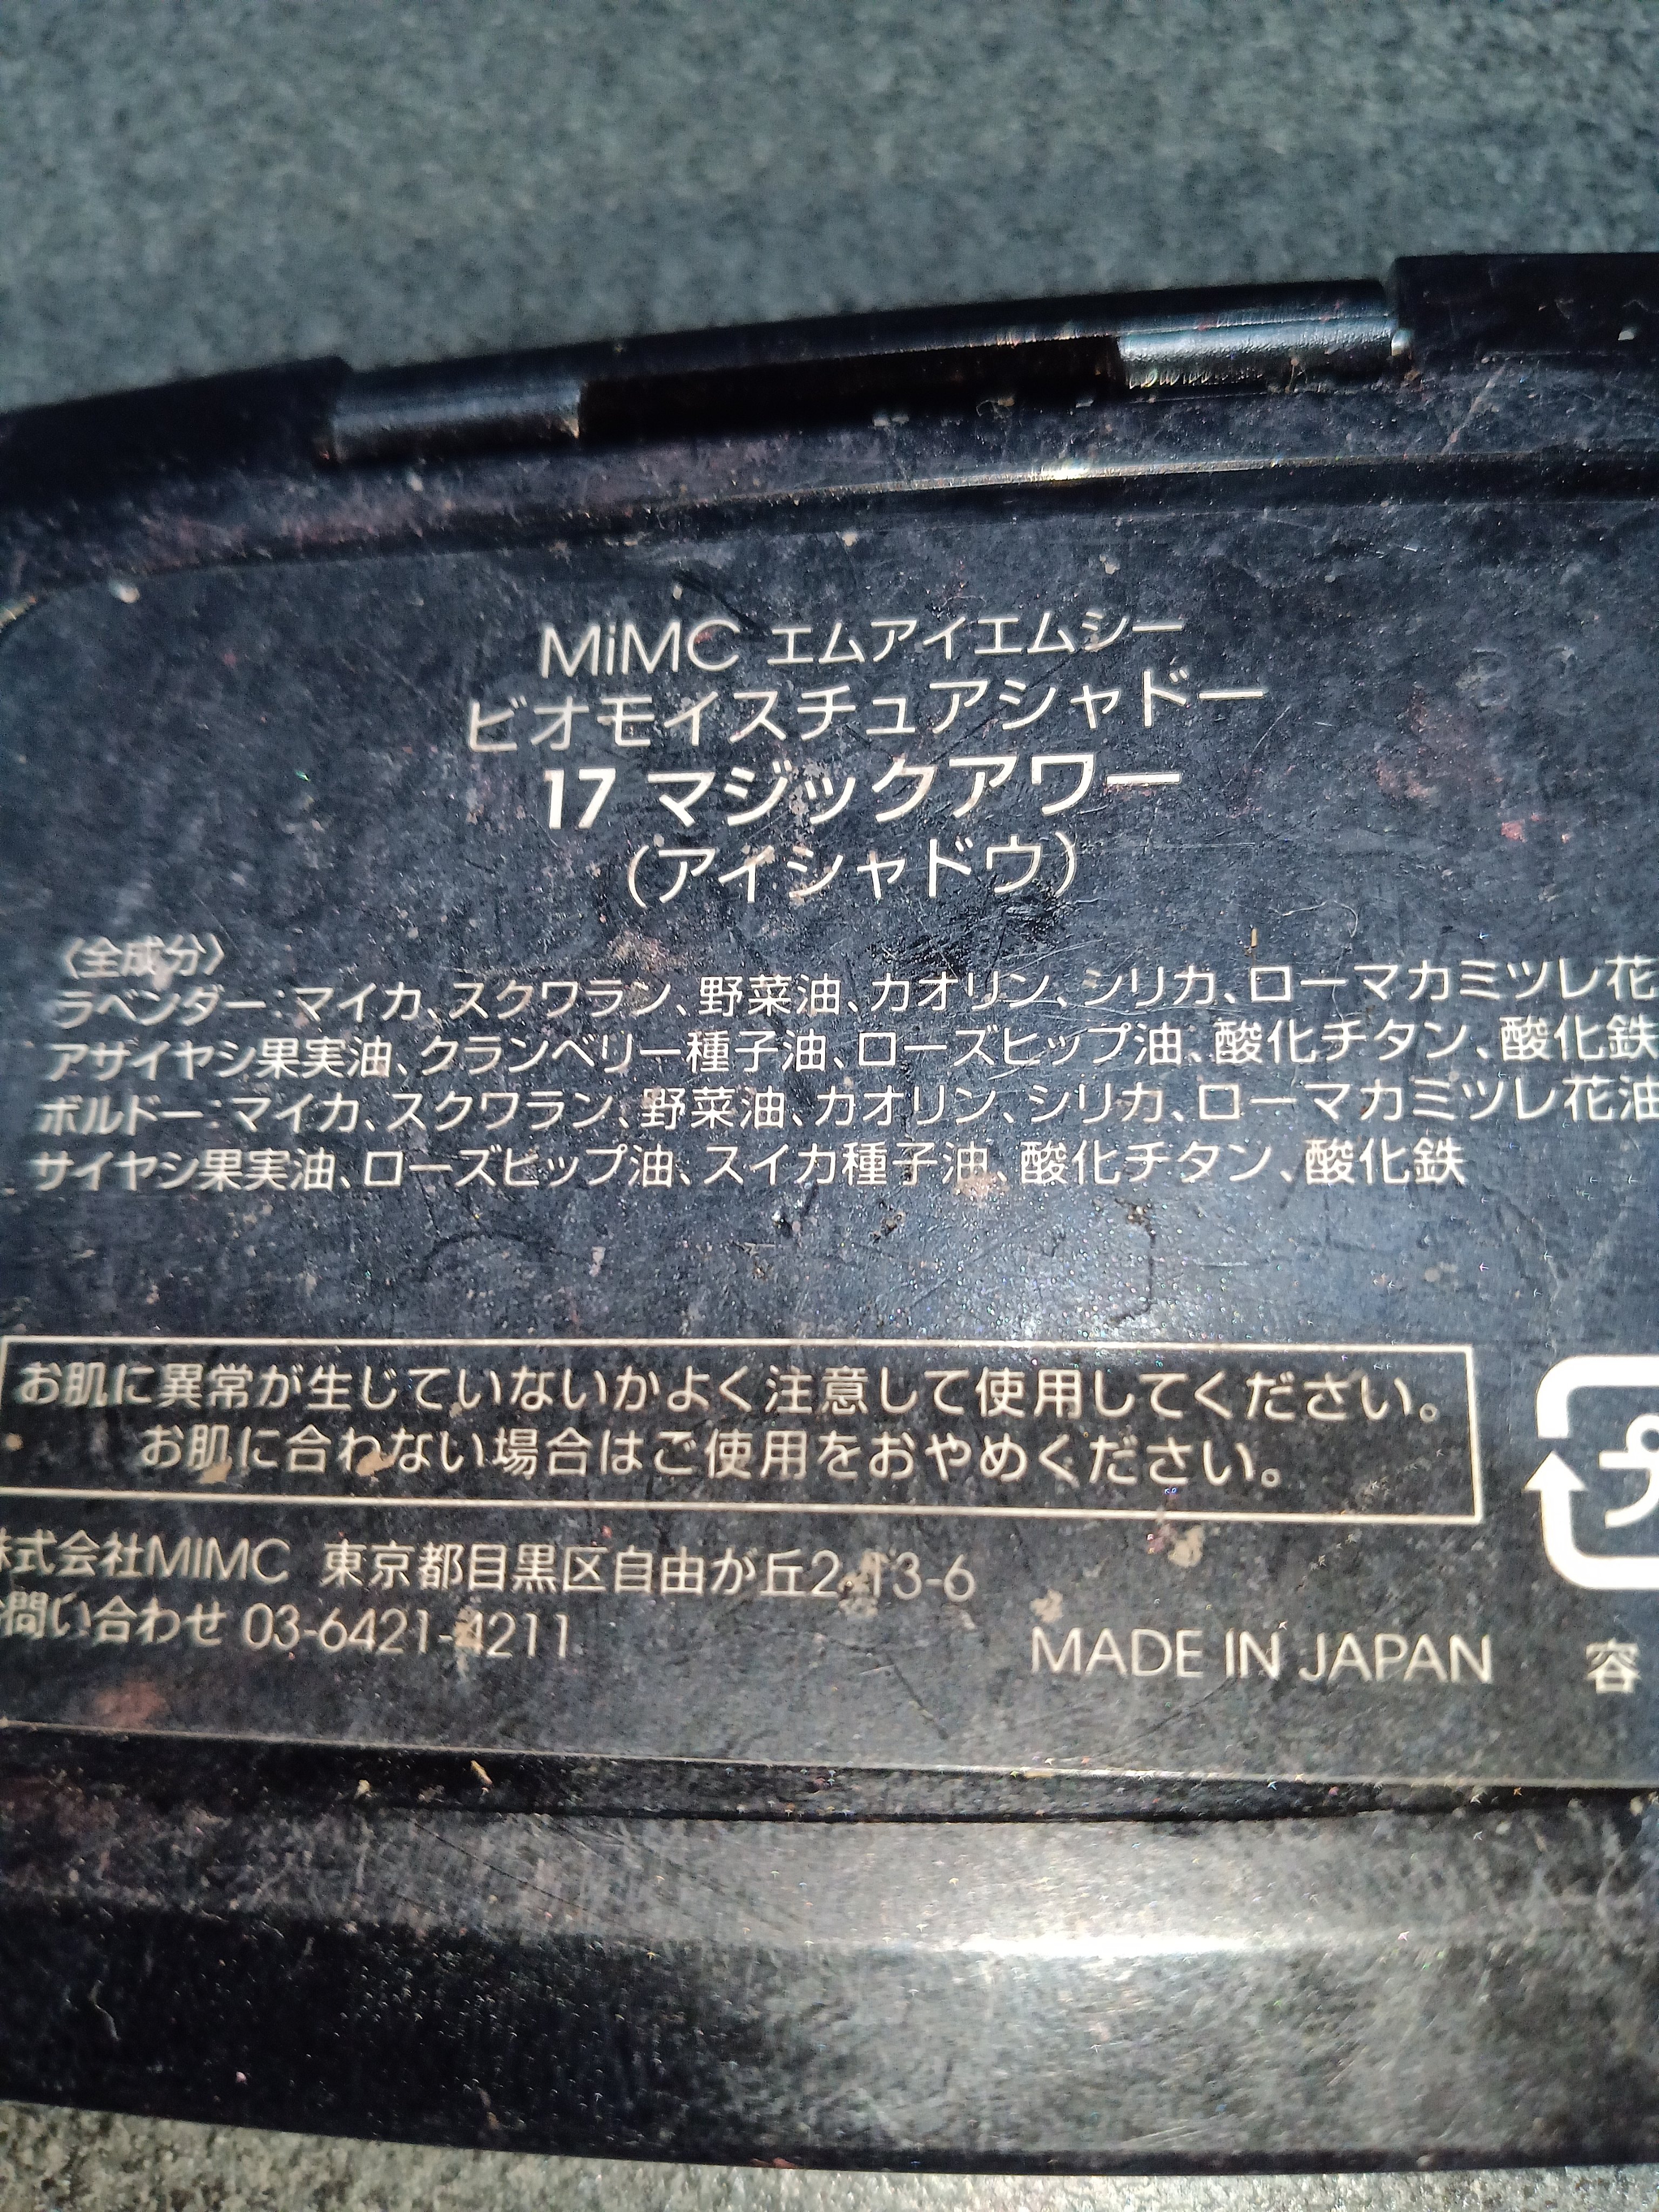 MiMC エムアイエムシー
ビオモイスチュアシャドー
17 マジックアワー
(アイシャドウ)
〈全成分〉
ラベンダー:マイカ、スクワラン、野菜油、カオリン、シリカ、ローマカミツレ花
アサイヤシ果実油、クランベリー種子油、ローズヒップ油、酸化チタン、酸化鉄
ボルドー:マイカ、スクワラン、野菜油、カオリン、シリカ、ローマカミツレ花油
サイヤシ果実油、ローズヒップ油、スイカ種子油、酸化チタン、酸化鉄
お肌に異常が生じていないかよく注意して使用してください。
お肌に合わない場合はご使用をおやめください。
プ
株式会社MIMC 東京都目黒区自由が丘2-13-6
お問い合わせ 03-6421-4211
MADE IN JAPAN
容